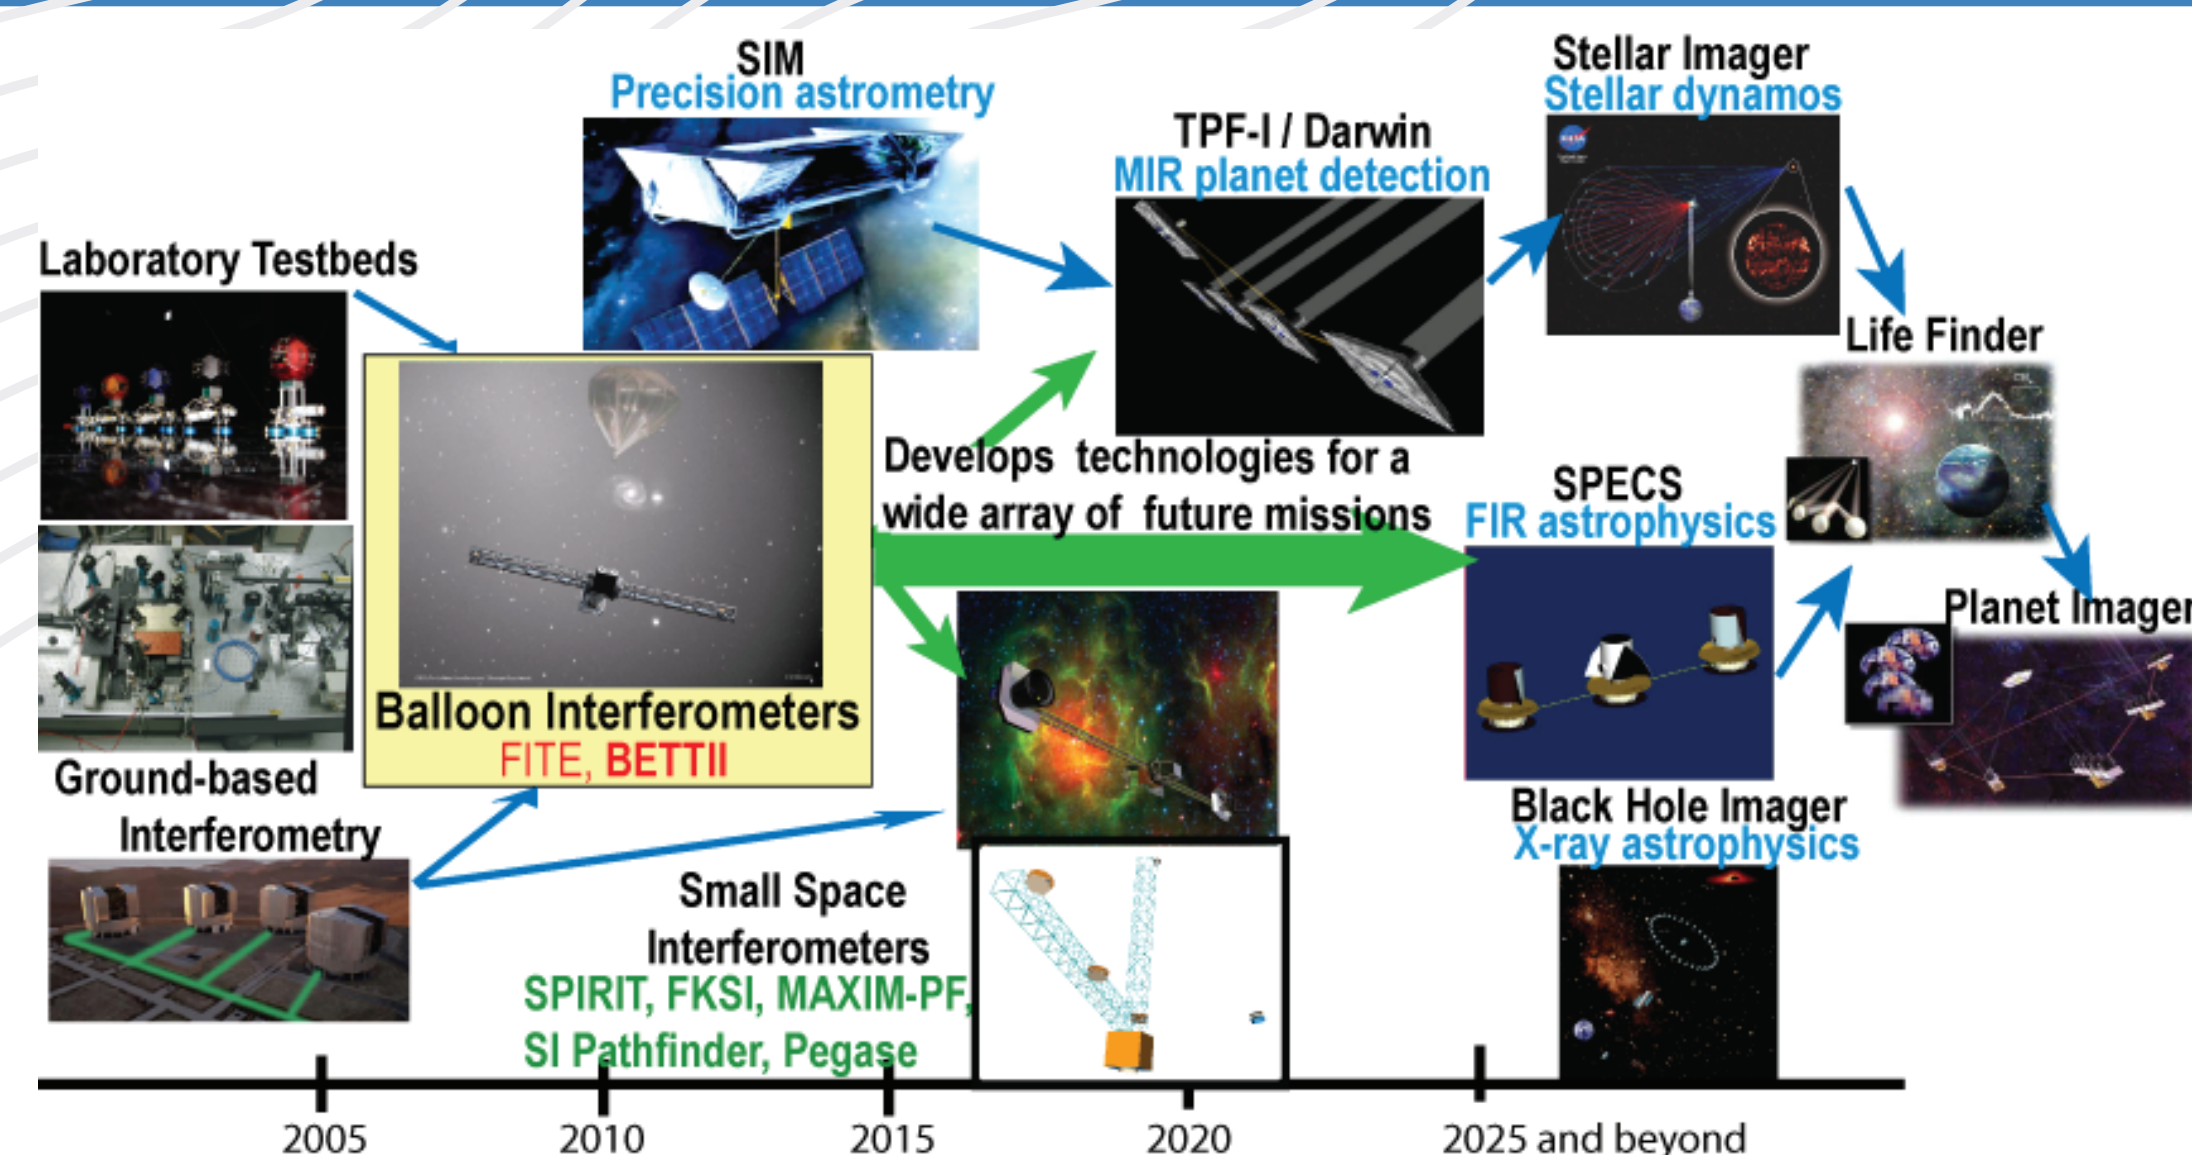 SIM
Precision astrometry
Stellar Imager
Stellar dynamos
TPF-I / Darwin
MIR planet detection
Laboratory Testbeds
Life Finder
Develops technologies for a
wide array of future missions
SPECS
FIR astrophysics
Planet Imager
Balloon Interferometers
FITE, BETTII
Ground-based
Interferometry
Black Hole Imager
X-ray astrophysics
Small Space
Interferometers
SPIRIT, FKSI, MAXIM-PF,
SI Pathfinder, Pegase
2005
2010
2015
2020
2025 and beyond